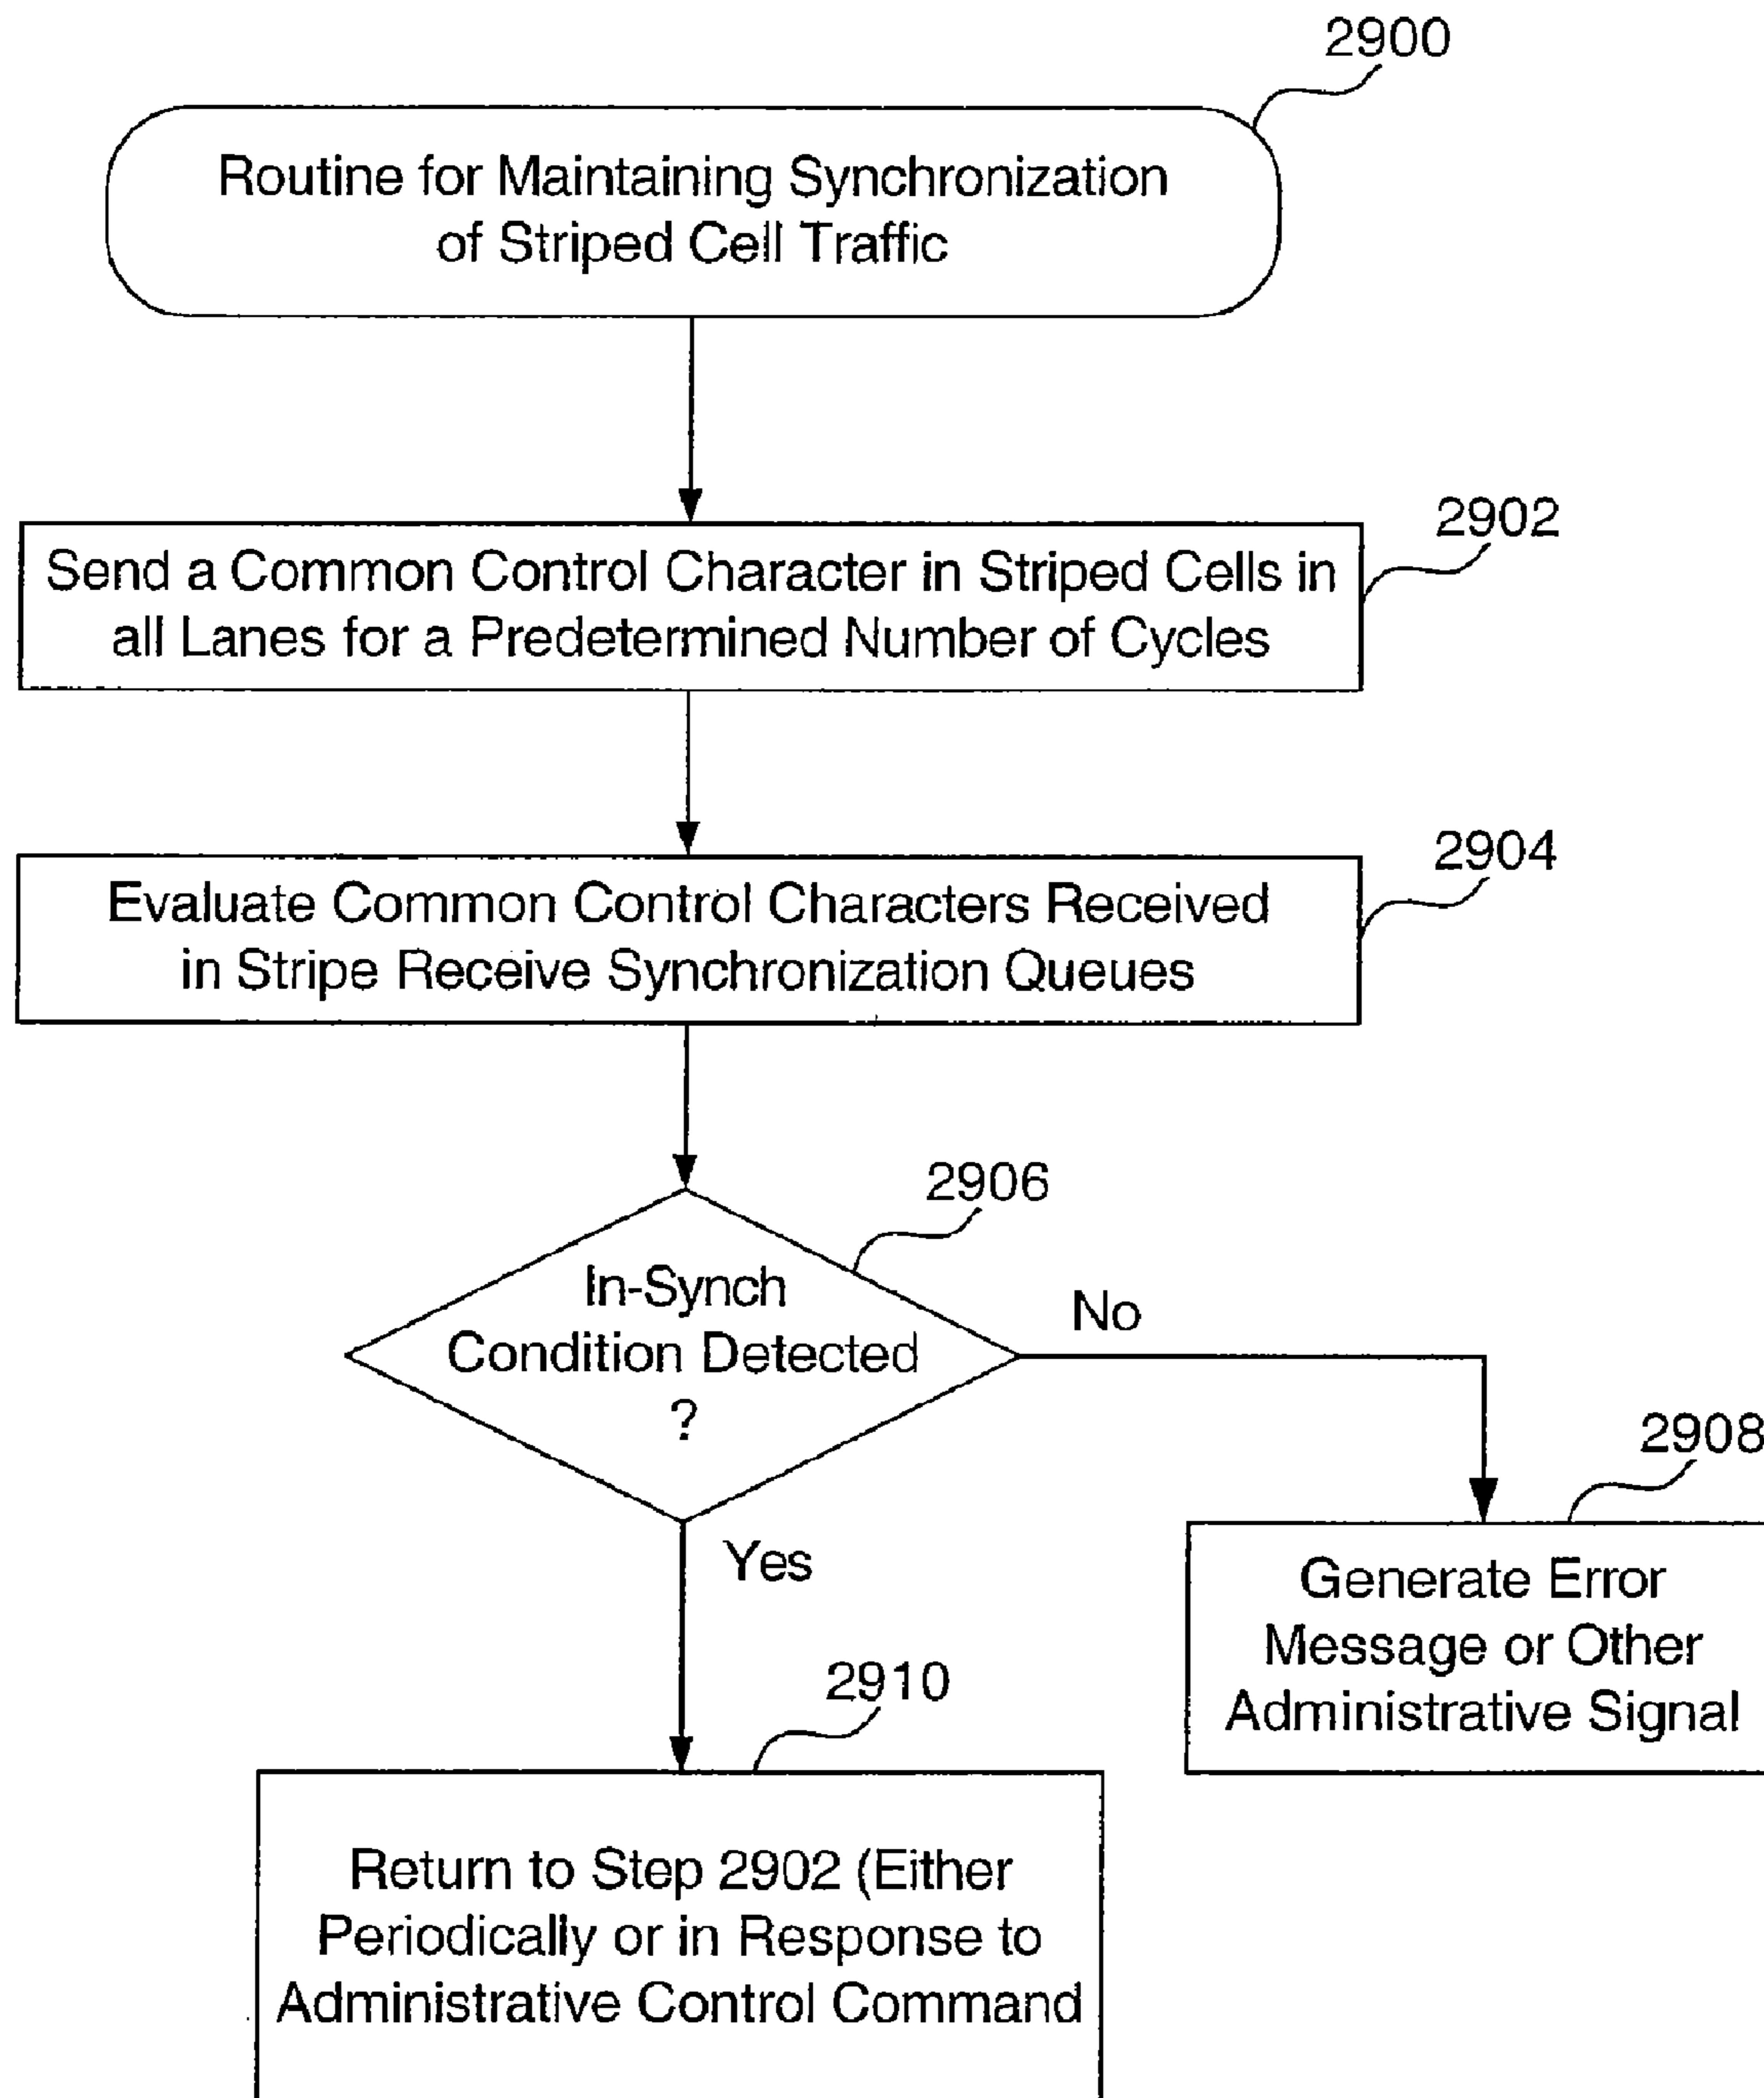 2900
Routine for Maintaining Synchronization
of Striped Cell Traffic
2902
Send a Common Control Character in Striped Cells in
all Lanes for a Predetermined Number of Cycles
2904
Evaluate Common Control Characters Received
in Stripe Receive Synchronization Queues
2906
In-Synch
Condition Detected
?
No
Yes
2908
Generate Error
Message or Other
Administrative Signal
2910
Return to Step 2902 (Either
Periodically or in Response to
Administrative Control Command